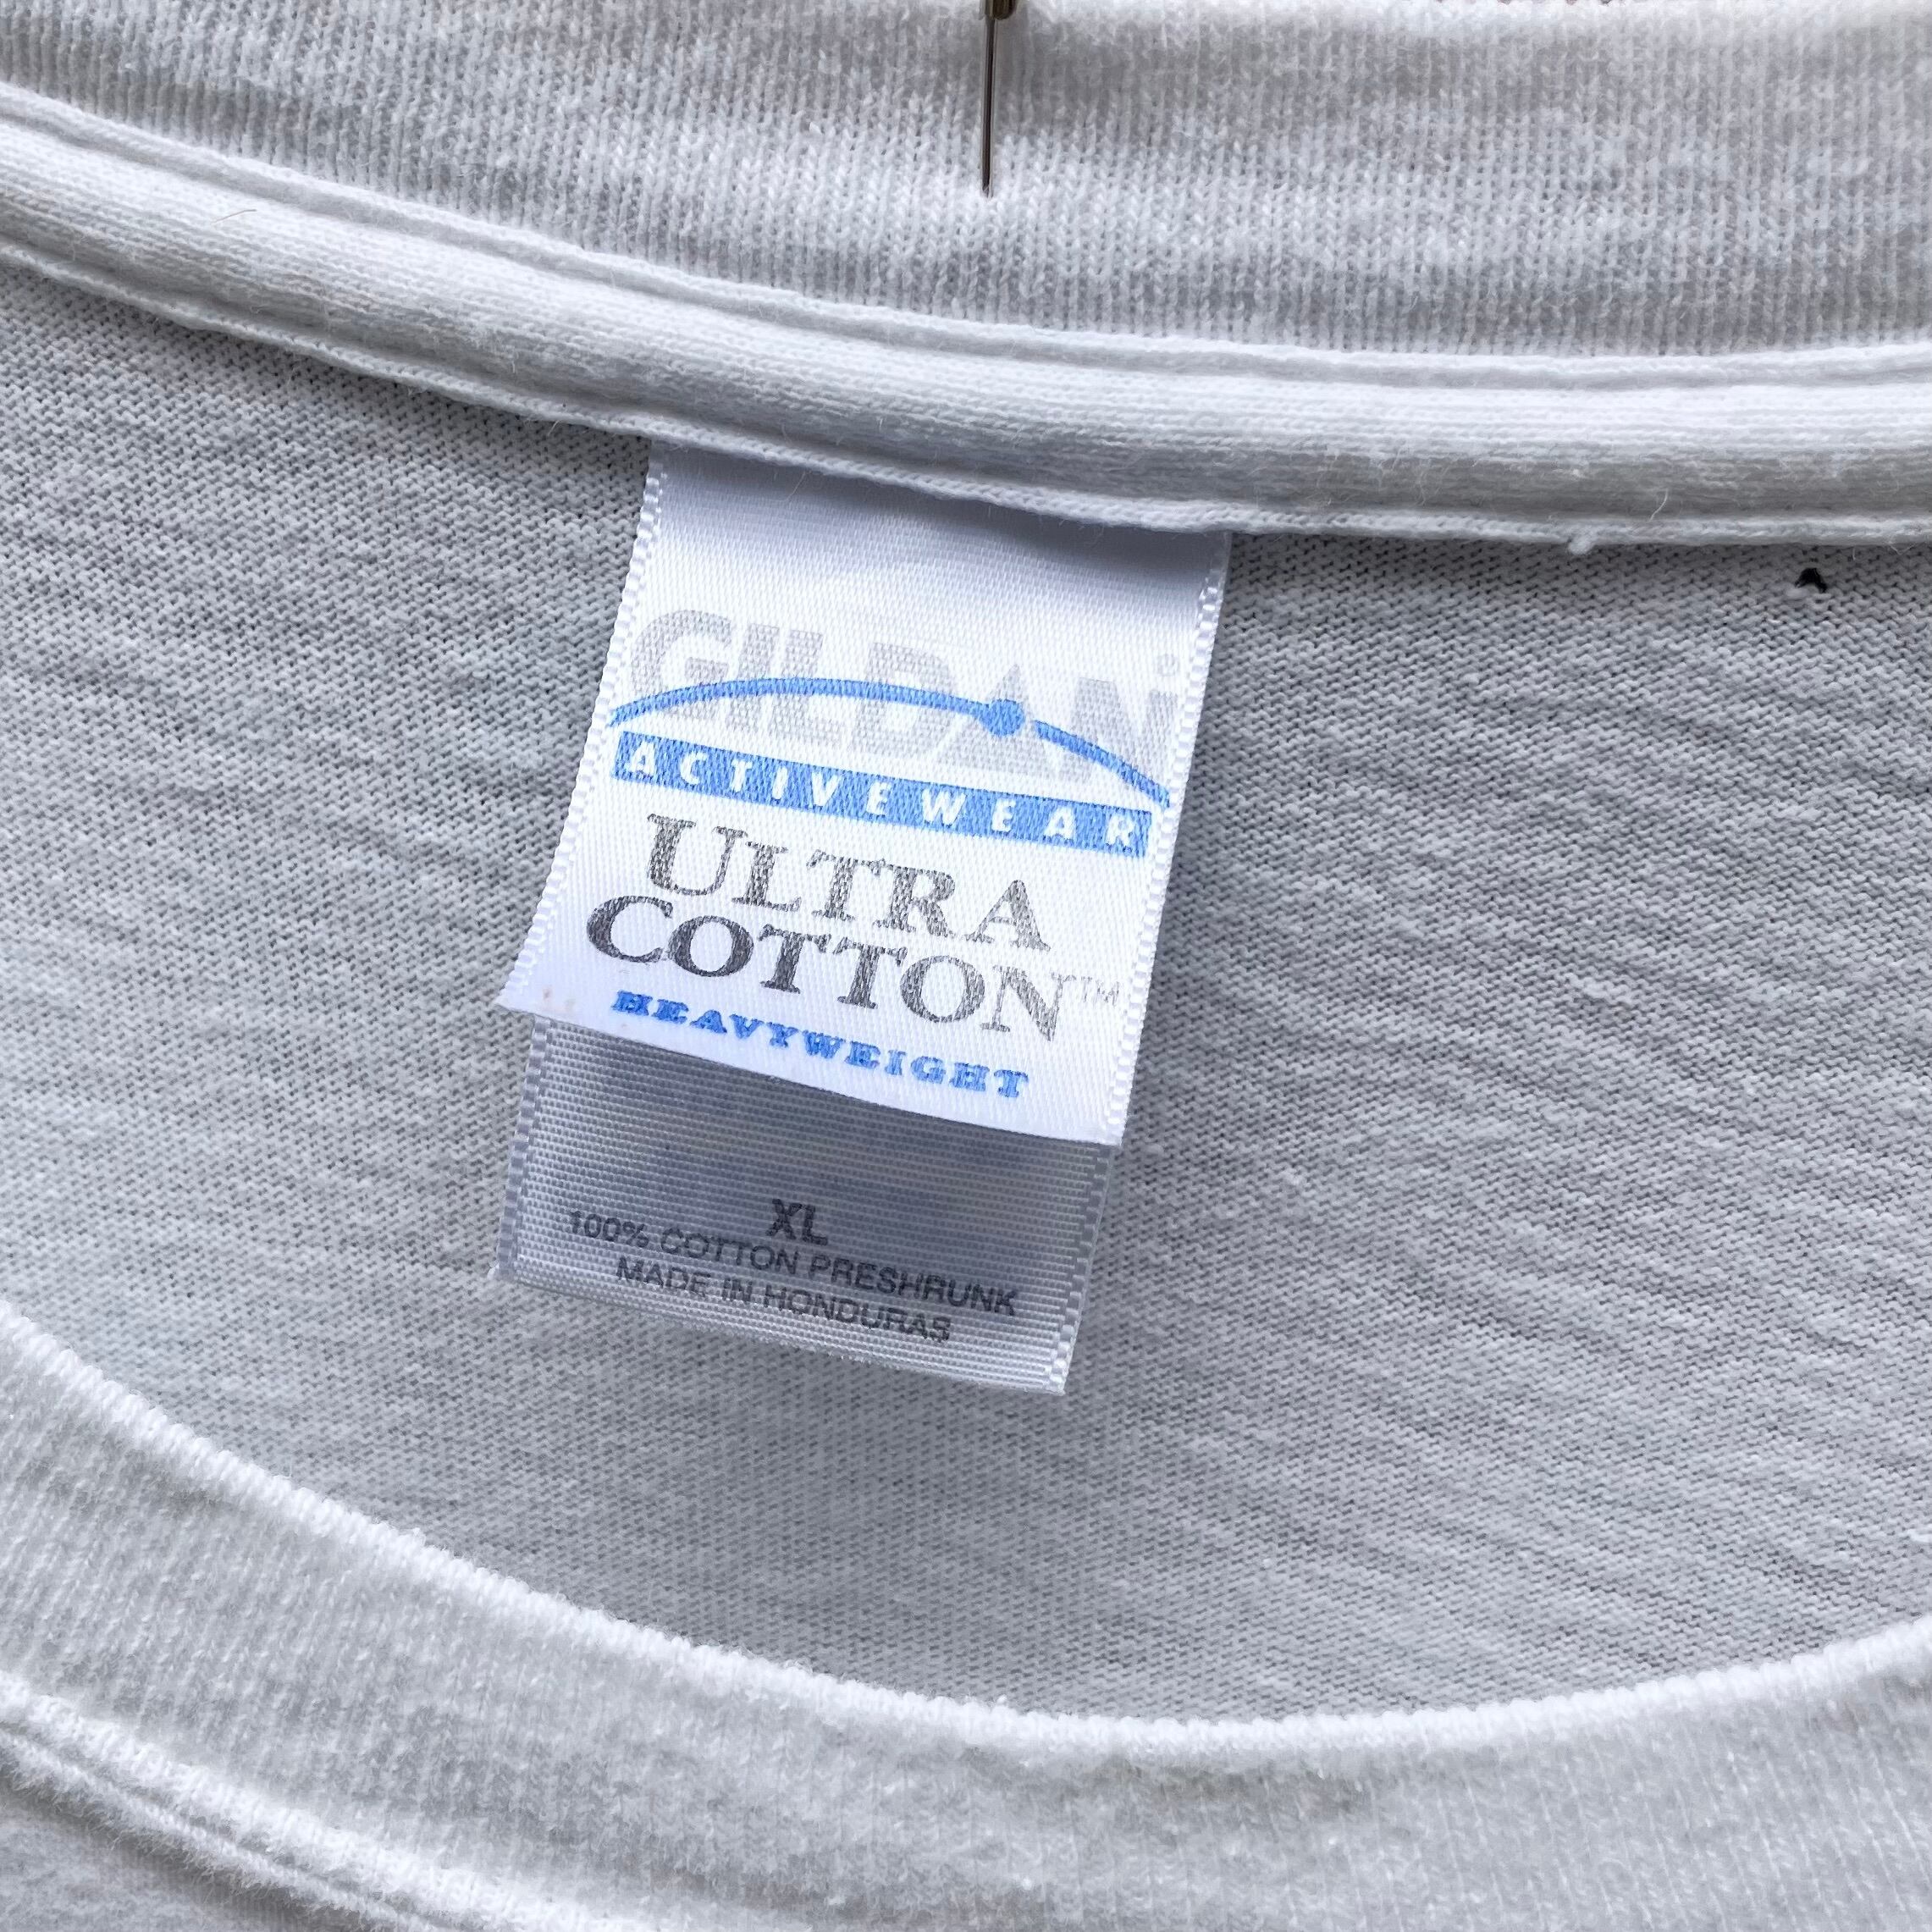 GILDAN
ACTIVEWEAR
ULTRA
COTTON™
HEAVYWEIGHT
XL
100% COTTON PRESHRUNK
MADE IN HONDURAS